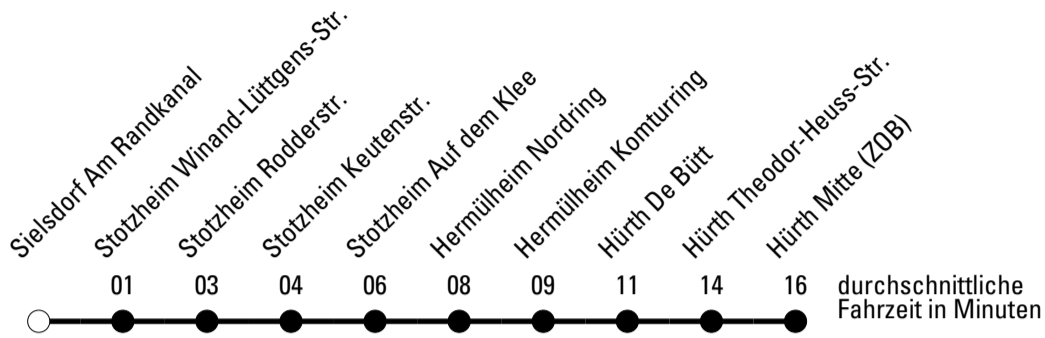 Sielsdorf Am Randkanal
Stotzheim Winand-Lüttgens-Str.
Stotzheim Rodderstr.
Stotzheim Keutenstr.
Stotzheim Auf dem Klee
Hermülheim Nordring
Hermülheim Komturring
Hürth De Bütt
Hürth Theodor-Heuss-Str.
Hürth Mitte (ZOB)
01 03 04 06 08 09 11 14 16
durchschnittliche
Fahrzeit in Minuten